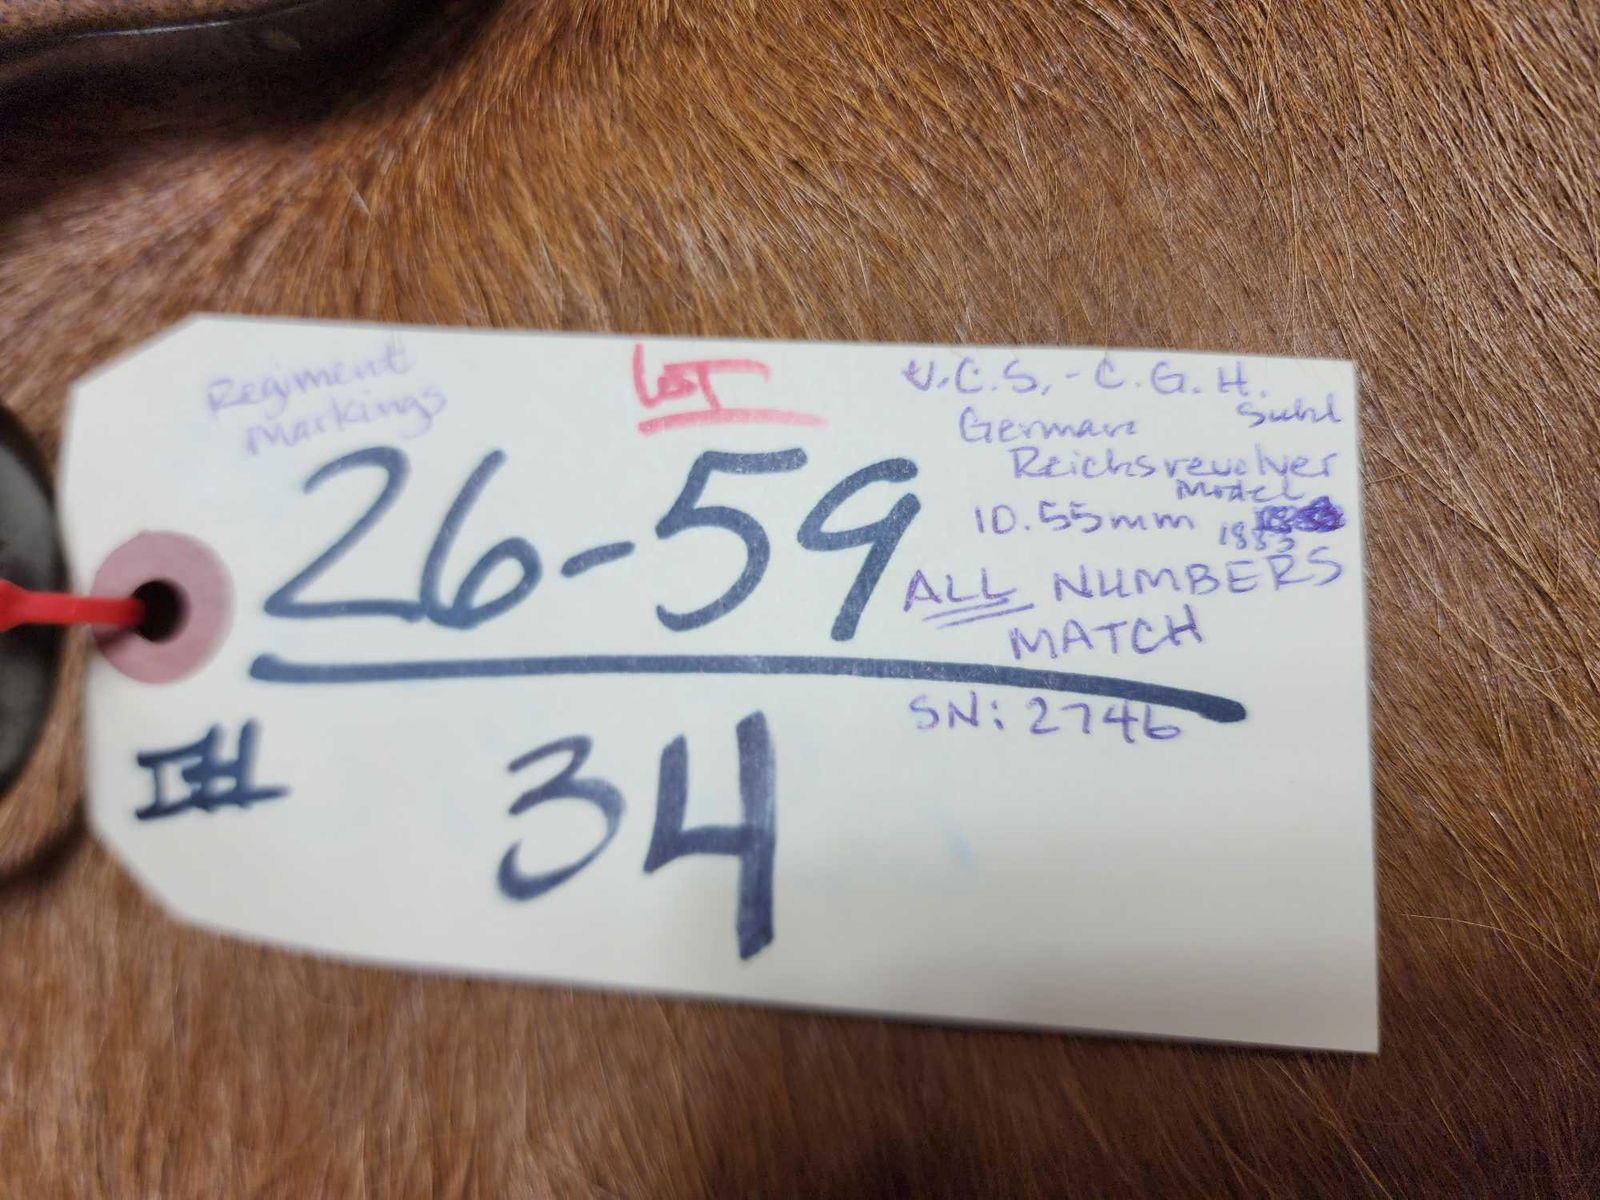 Regiment
Markings
LOT
26-59
34
V.C.S.-C.G.H.
Suhl
German
Reichsrevolver
Model
10.55mm
1883
ALL NUMBERS
MATCH
SN: 2746